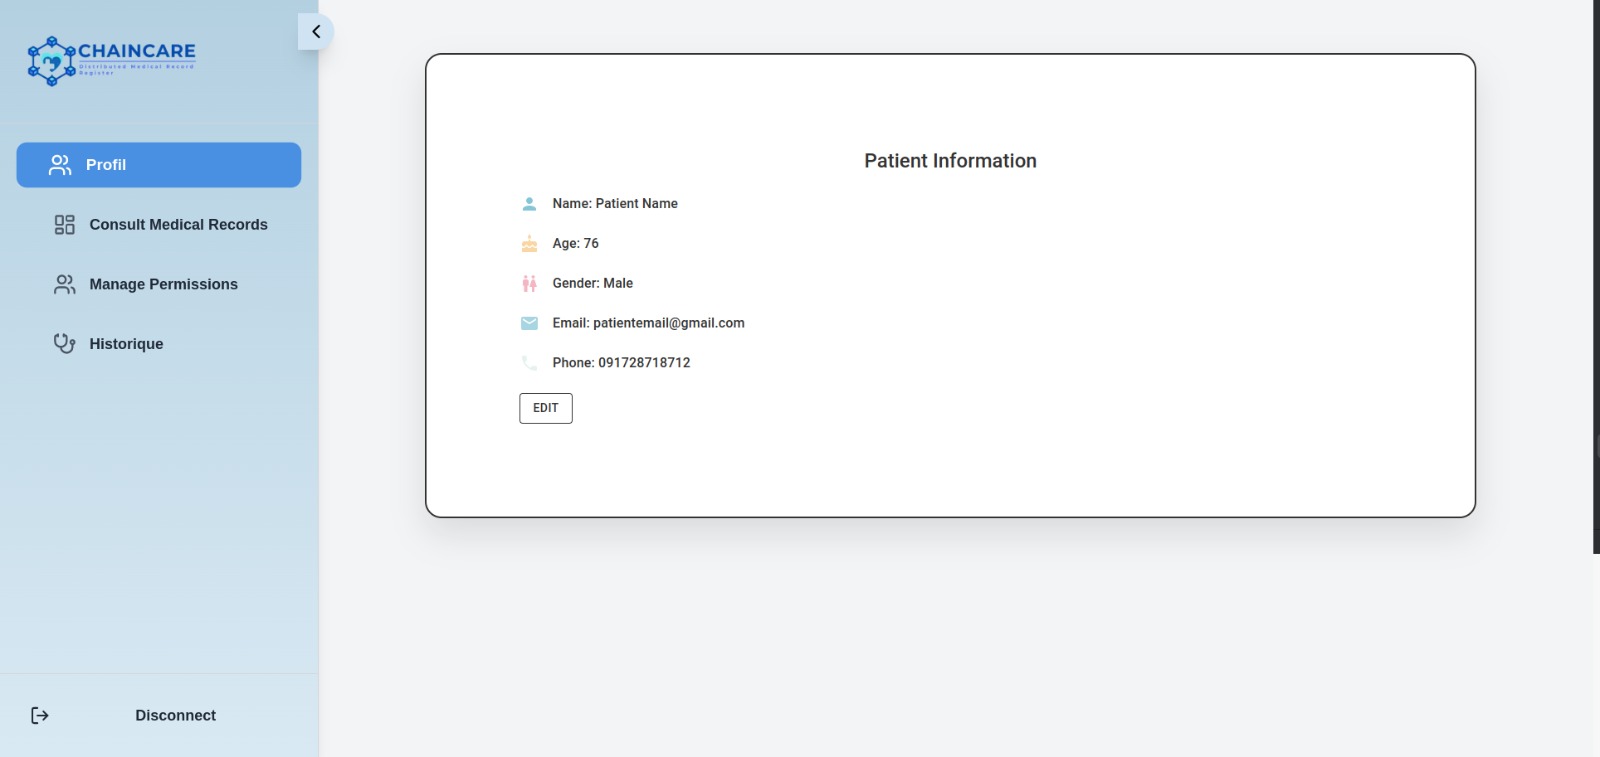 CHAINCARE
Distributed Medical Record
Register
Profil
Consult Medical Records
Manage Permissions
Historique
Disconnect
Patient Information
Name: Patient Name
Age: 76
Gender: Male
Email: patientemail@gmail.com
Phone: 091728718712
EDIT